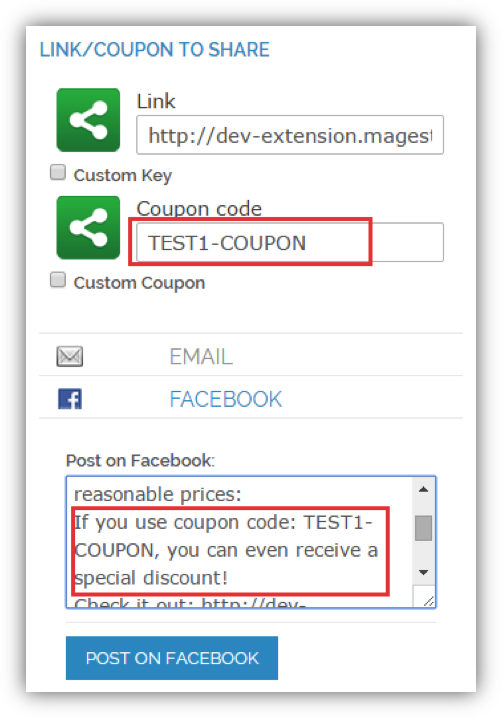 LINK/COUPON TO SHARE
Link
http://dev-extension.magest
Custom Key
Coupon code
TEST1-COUPON
Custom Coupon
EMAIL
FACEBOOK
Post on Facebook:
reasonable prices:
If you use coupon code: TEST1-
COUPON, you can even receive a
special discount!
Check it out: http://dev-
POST ON FACEBOOK